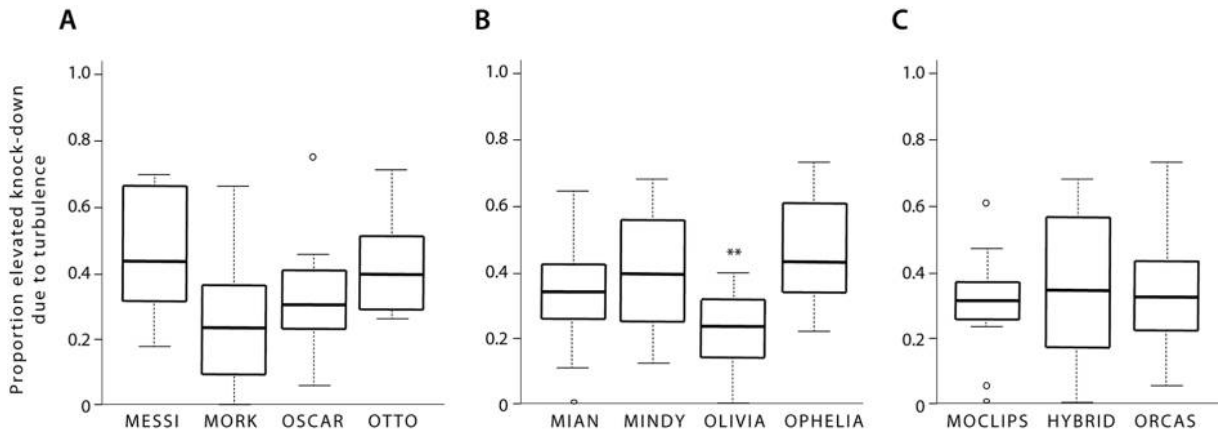 A
B
C
Proportion elevated knock-down
due to turbulence
1.0
0.8
0.6
0.4
0.2
0
MESSI MORK OSCAR OTTO
1.0
0.8
0.6
0.4
0.2
0
**
MIAN MINDY OLIVIA OPHELIA
1.0
0.8
0.6
0.4
0.2
0
MOCLIPS HYBRID ORCAS